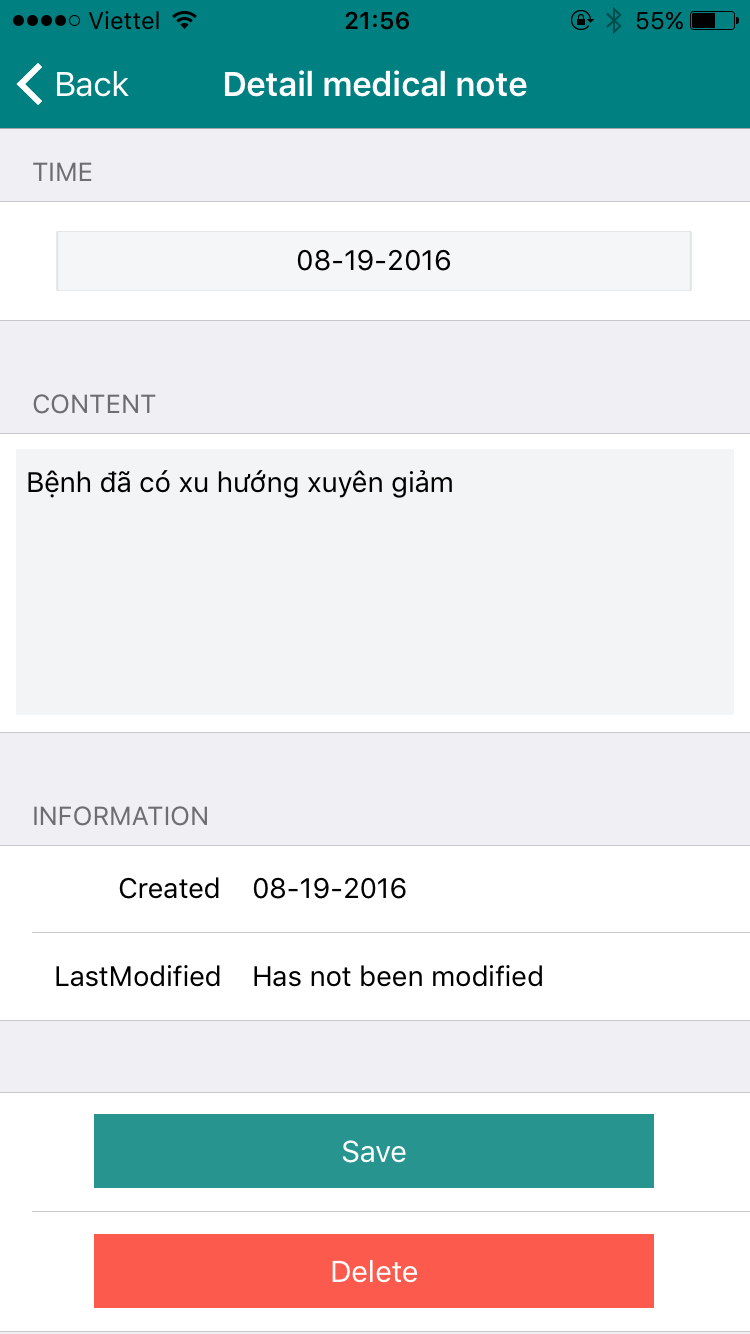 Viettel 21:56 55%
Back Detail medical note
TIME
08-19-2016
CONTENT
Bệnh đã có xu hướng xuyên giảm
INFORMATION
Created 08-19-2016
LastModified Has not been modified
Save
Delete